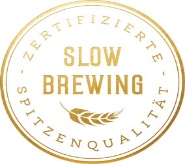 ZERTIFIZIERTE
SLOW
BREWING
SPITZENQUALITÄT